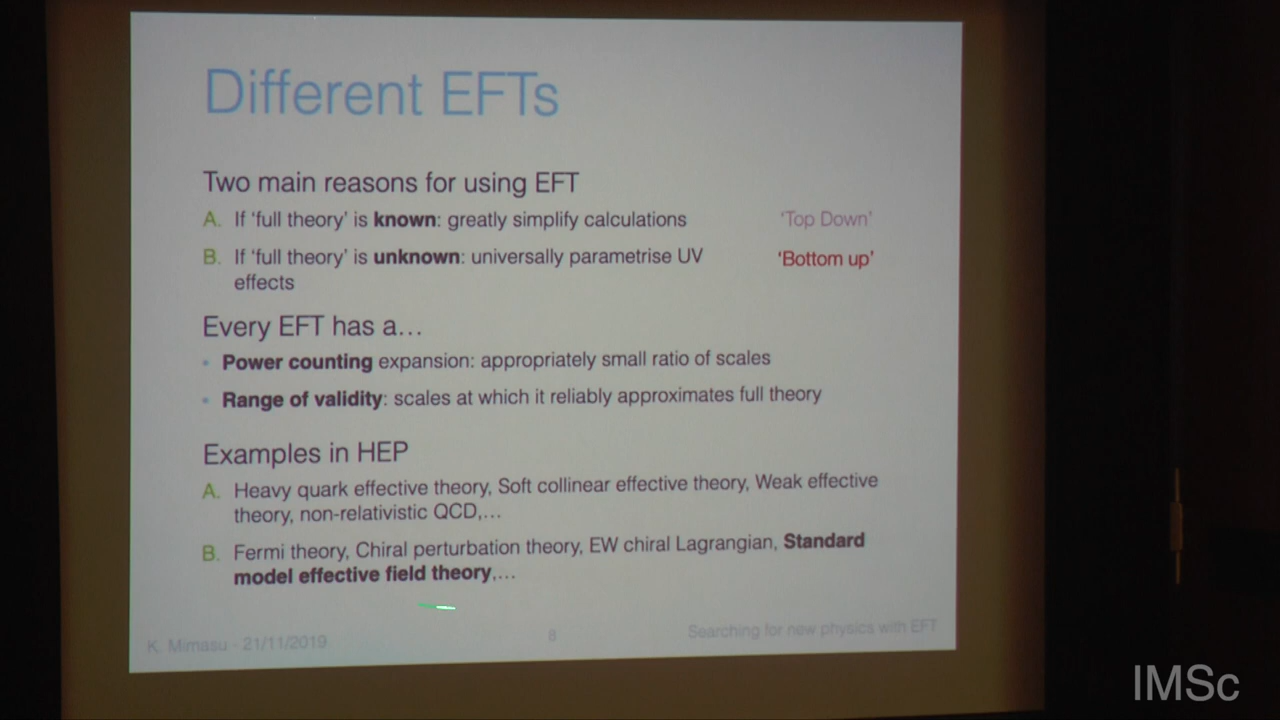 Different EFTs
Two main reasons for using EFT
A. If 'full theory' is known: greatly simplify calculations 'Top Down'
B. If 'full theory' is unknown: universally parametrise UV 'Bottom up'
effects
Every EFT has a…
• Power counting expansion: appropriately small ratio of scales
• Range of validity: scales at which it reliably approximates full theory
Examples in HEP
A. Heavy quark effective theory, Soft collinear effective theory, Weak effective
theory, non-relativistic QCD,…
B. Fermi theory, Chiral perturbation theory, EW chiral Lagrangian, Standard
model effective field theory,…
K. Mimasu - 21/11/2019 8 Searching for new physics with EFT
IMSc